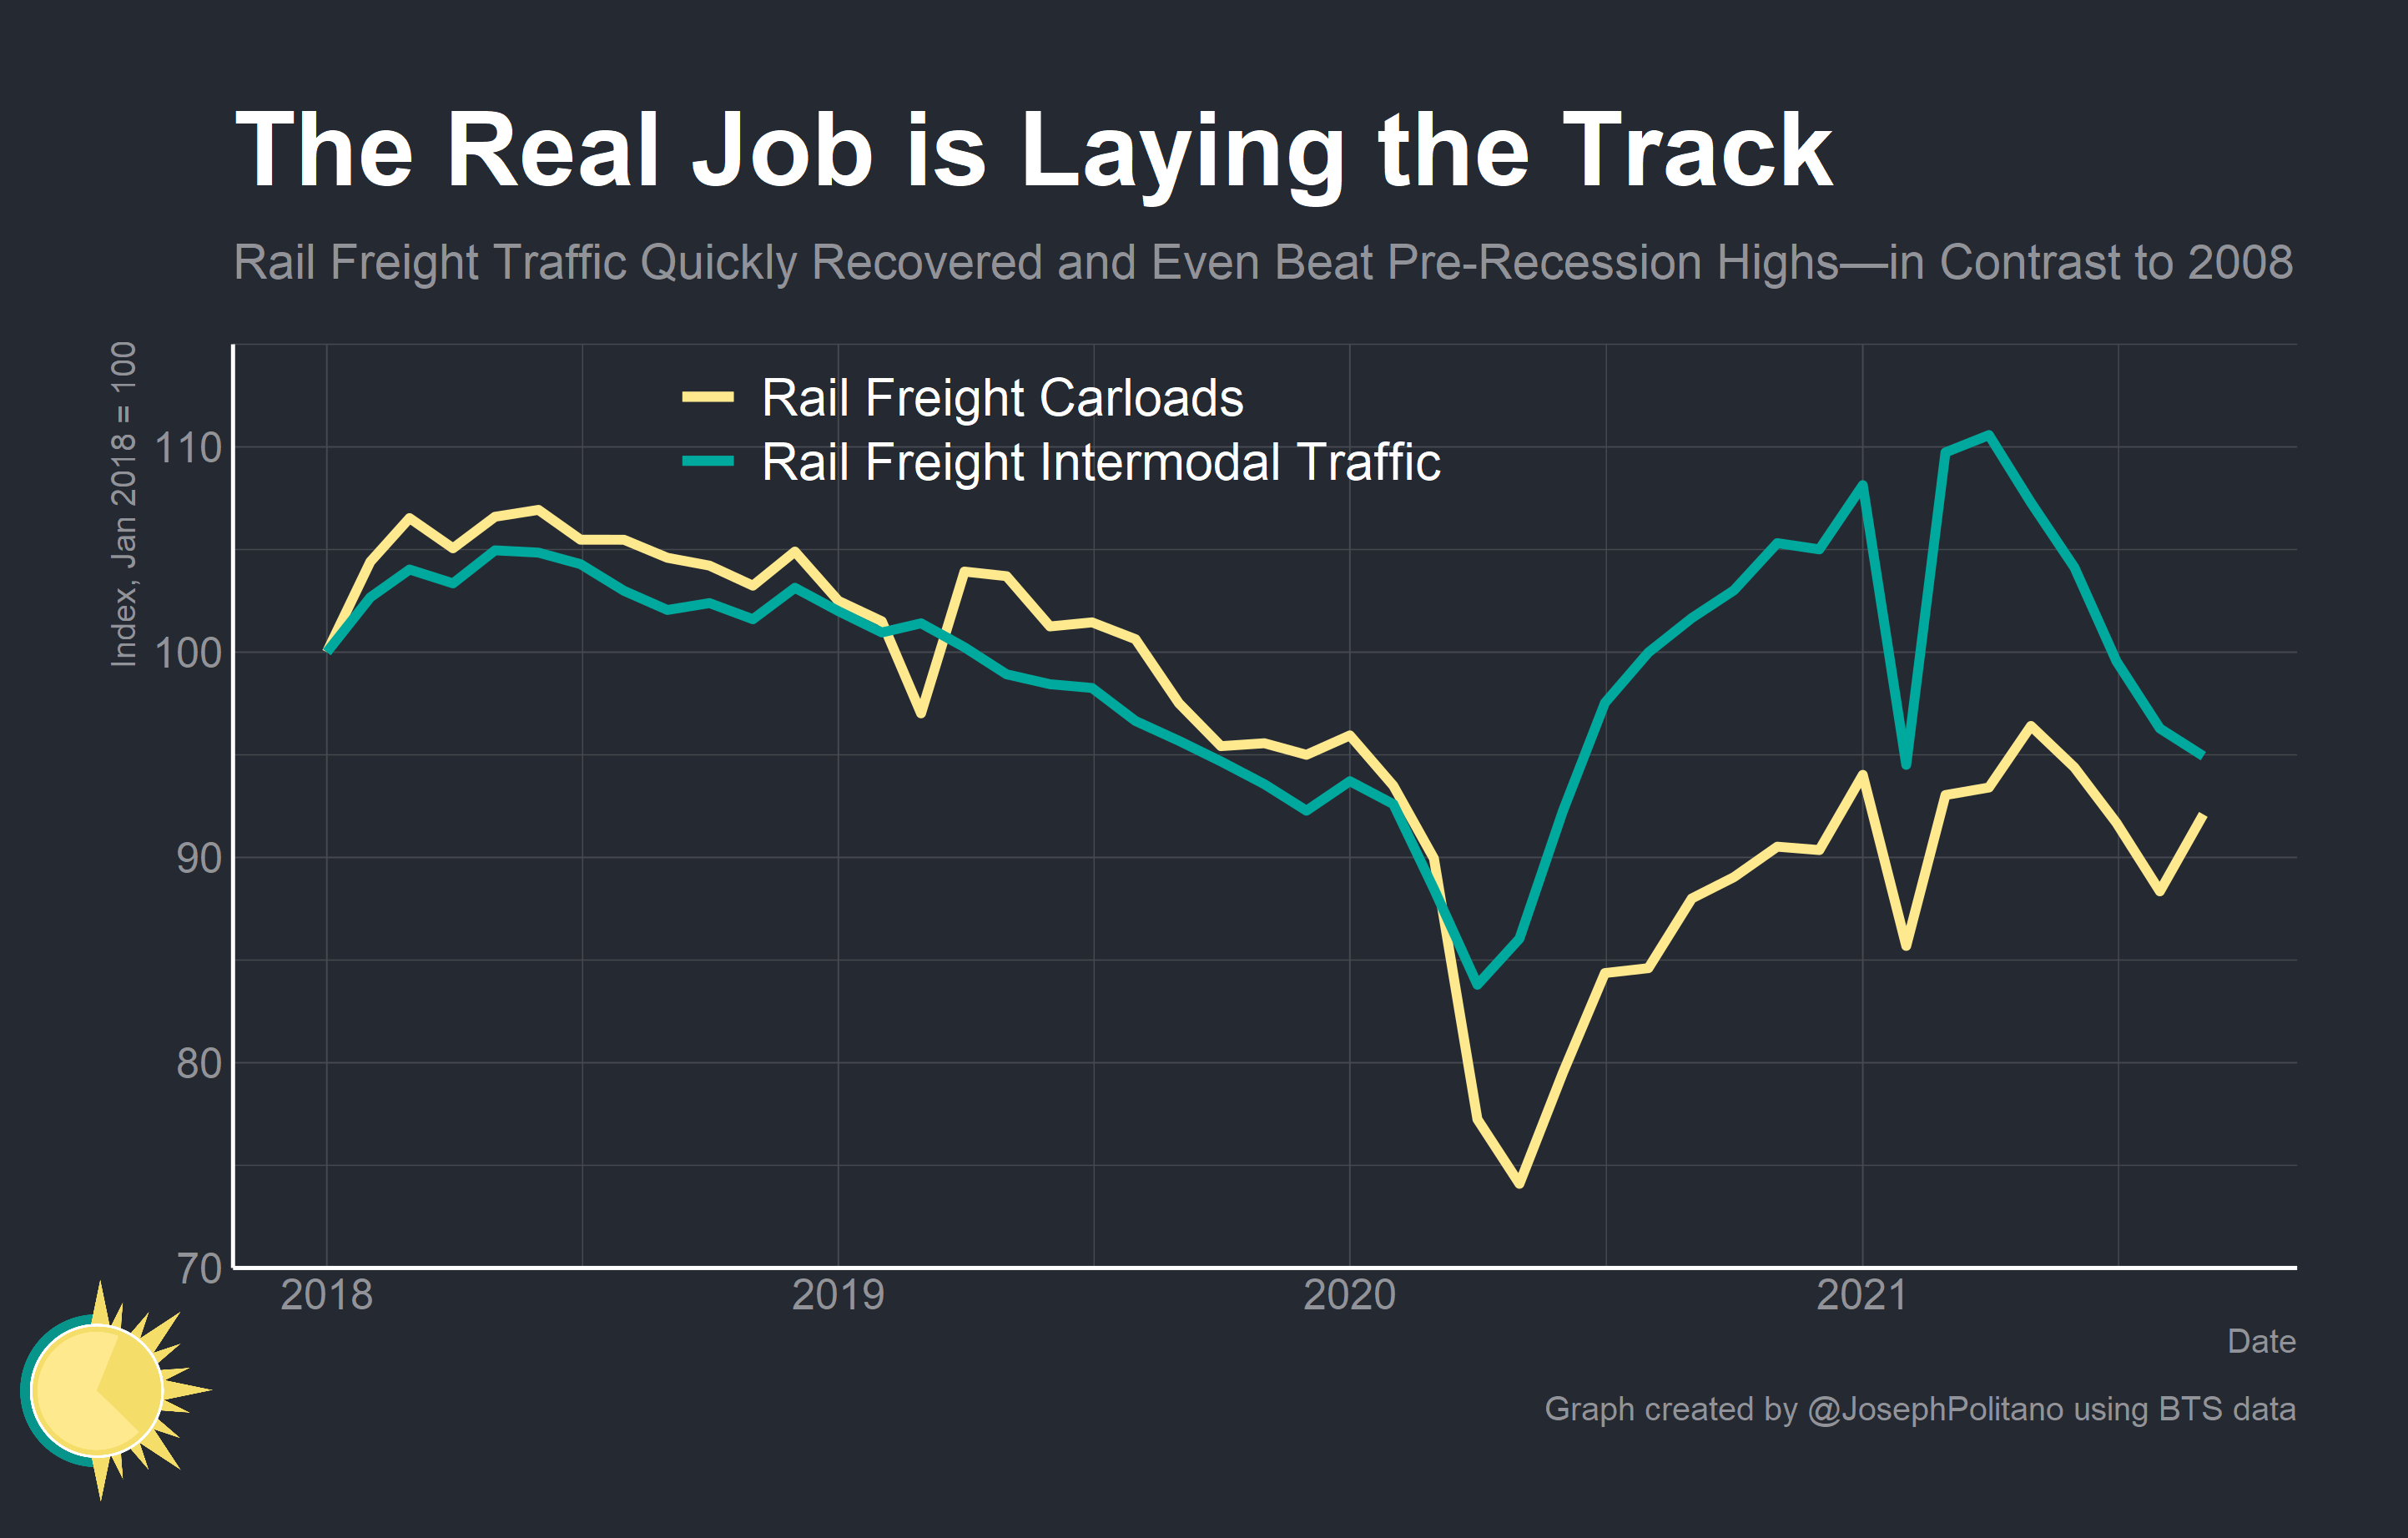 The Real Job is Laying the Track
Rail Freight Traffic Quickly Recovered and Even Beat Pre-Recession Highs—in Contrast to 2008
Index, Jan 2018 = 100
Rail Freight Carloads
Rail Freight Intermodal Traffic
110
100
90
80
70
2018
2019
2020
2021
Date
Graph created by @JosephPolitano using BTS data